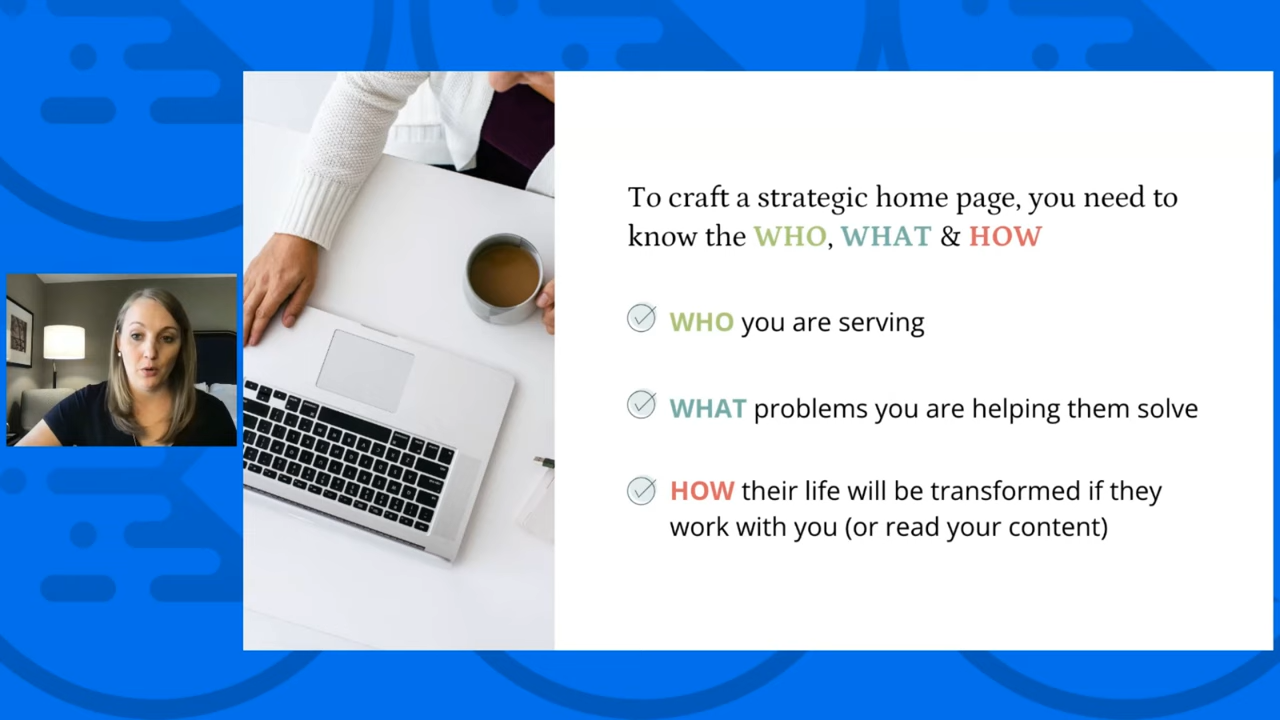 To craft a strategic home page, you need to
know the WHO, WHAT & HOW
WHO you are serving
WHAT problems you are helping them solve
HOW their life will be transformed if they
work with you (or read your content)